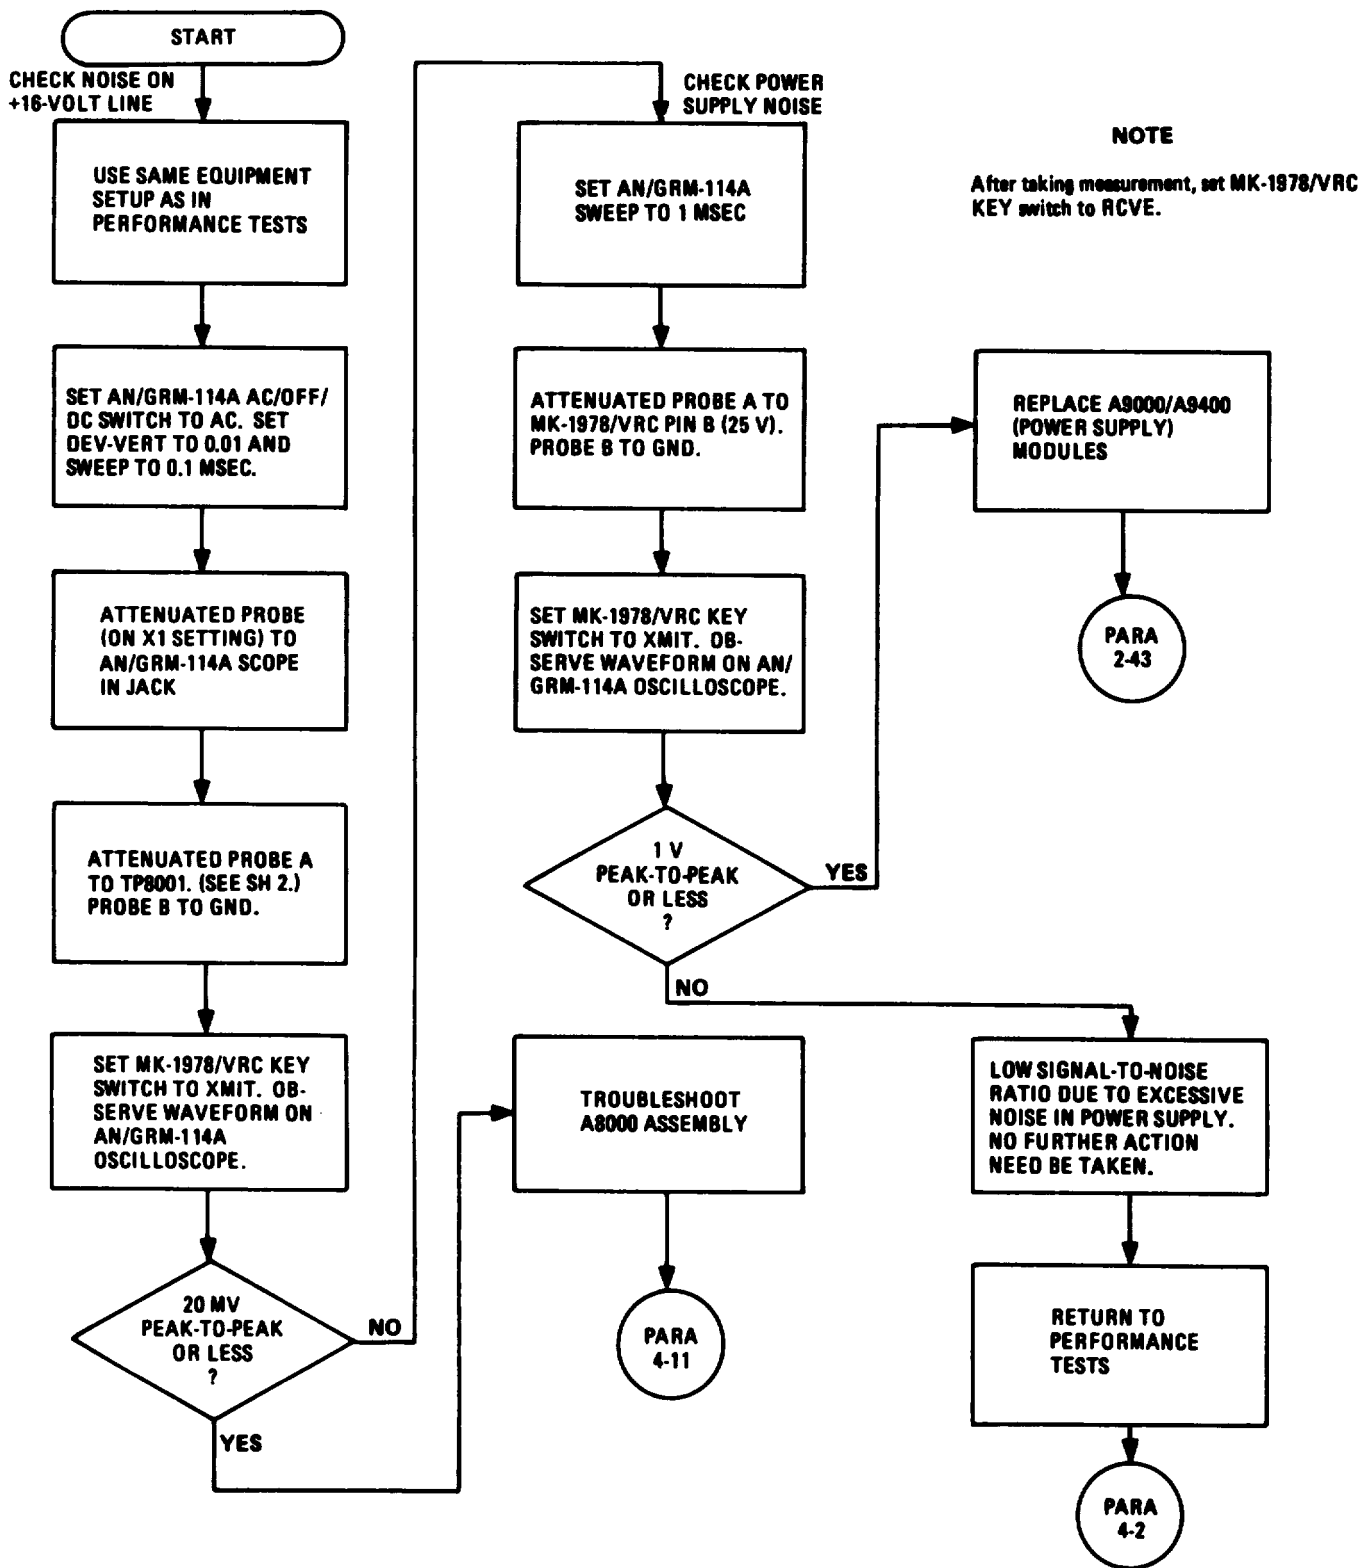 START
CHECK NOISE ON
+16-VOLT LINE
USE SAME EQUIPMENT
SETUP AS IN
PERFORMANCE TESTS
SET AN/GRM-114A AC/OFF/
DC SWITCH TO AC. SET
DEV-VERT TO 0.01 AND
SWEEP TO 0.1 MSEC.
ATTENUATED PROBE
(ON X1 SETTING) TO
AN/GRM-114A SCOPE
IN JACK
ATTENUATED PROBE A
TO TP8001. (SEE SH 2.)
PROBE B TO GND.
SET MK-1978/VRC KEY
SWITCH TO XMIT. OB-
SERVE WAVEFORM ON
AN/GRM-114A
OSCILLOSCOPE.
20 MV
PEAK-TO-PEAK
OR LESS
?
NO
YES
CHECK POWER
SUPPLY NOISE
SET AN/GRM-114A
SWEEP TO 1 MSEC
ATTENUATED PROBE A TO
MK-1978/VRC PIN B (25 V).
PROBE B TO GND.
SET MK-1978/VRC KEY
SWITCH TO XMIT. OB-
SERVE WAVEFORM ON AN/
GRM-114A OSCILLOSCOPE.
1 V
PEAK-TO-PEAK
OR LESS
?
YES
NO
TROUBLESHOOT
A8000 ASSEMBLY
PARA
4-11
NOTE
After taking measurement, set MK-1978/VRC
KEY switch to RCVE.
REPLACE A9000/A9400
(POWER SUPPLY)
MODULES
PARA
2-43
LOW SIGNAL-TO-NOISE
RATIO DUE TO EXCESSIVE
NOISE IN POWER SUPPLY.
NO FURTHER ACTION
NEED BE TAKEN.
RETURN TO
PERFORMANCE
TESTS
PARA
4-2